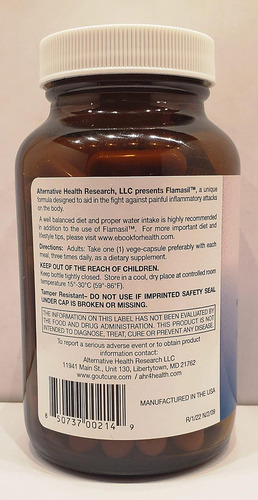 Alternative Health Research, LLC presents Flamasil™, a unique
formula designed to aid in the fight against painful inflammatory attacks
on the body.
A well balanced diet and proper water intake is highly recommended
in addition to the use of Flamasil™. For more important diet and
lifestyle tips, please visit www.ebookforhealth.com.
Directions: Adults: Take one (1) vege-capsule preferably with each
meal, three times daily, as a dietary supplement.
KEEP OUT OF THE REACH OF CHILDREN.
Keep bottle tightly closed. Store in a cool, dry place at controlled room
temperature 15°-30°C (59°-86°F)
Tamper Resistant- DO NOT USE IF IMPRINTED SAFETY SEAL
UNDER CAP IS BROKEN OR MISSING.
THE INFORMATION ON THIS LABEL HAS NOT BEEN EVALUATED BY
THE FOOD AND DRUG ADMINISTRATION. THIS PRODUCT IS NOT
INTENDED TO DIAGNOSE, TREAT, CURE OR PREVENT ANY DISEASE.
To report a serious adverse event or to obtain product
information contact:
Alternative Health Research LLC
11941 Main St., Unit 130, Libertytown, MD 21762
www.goutcure.com / ahr4health.com
MANUFACTURED IN THE USA
8 50737 00214 9
R/1/22 N/2/09